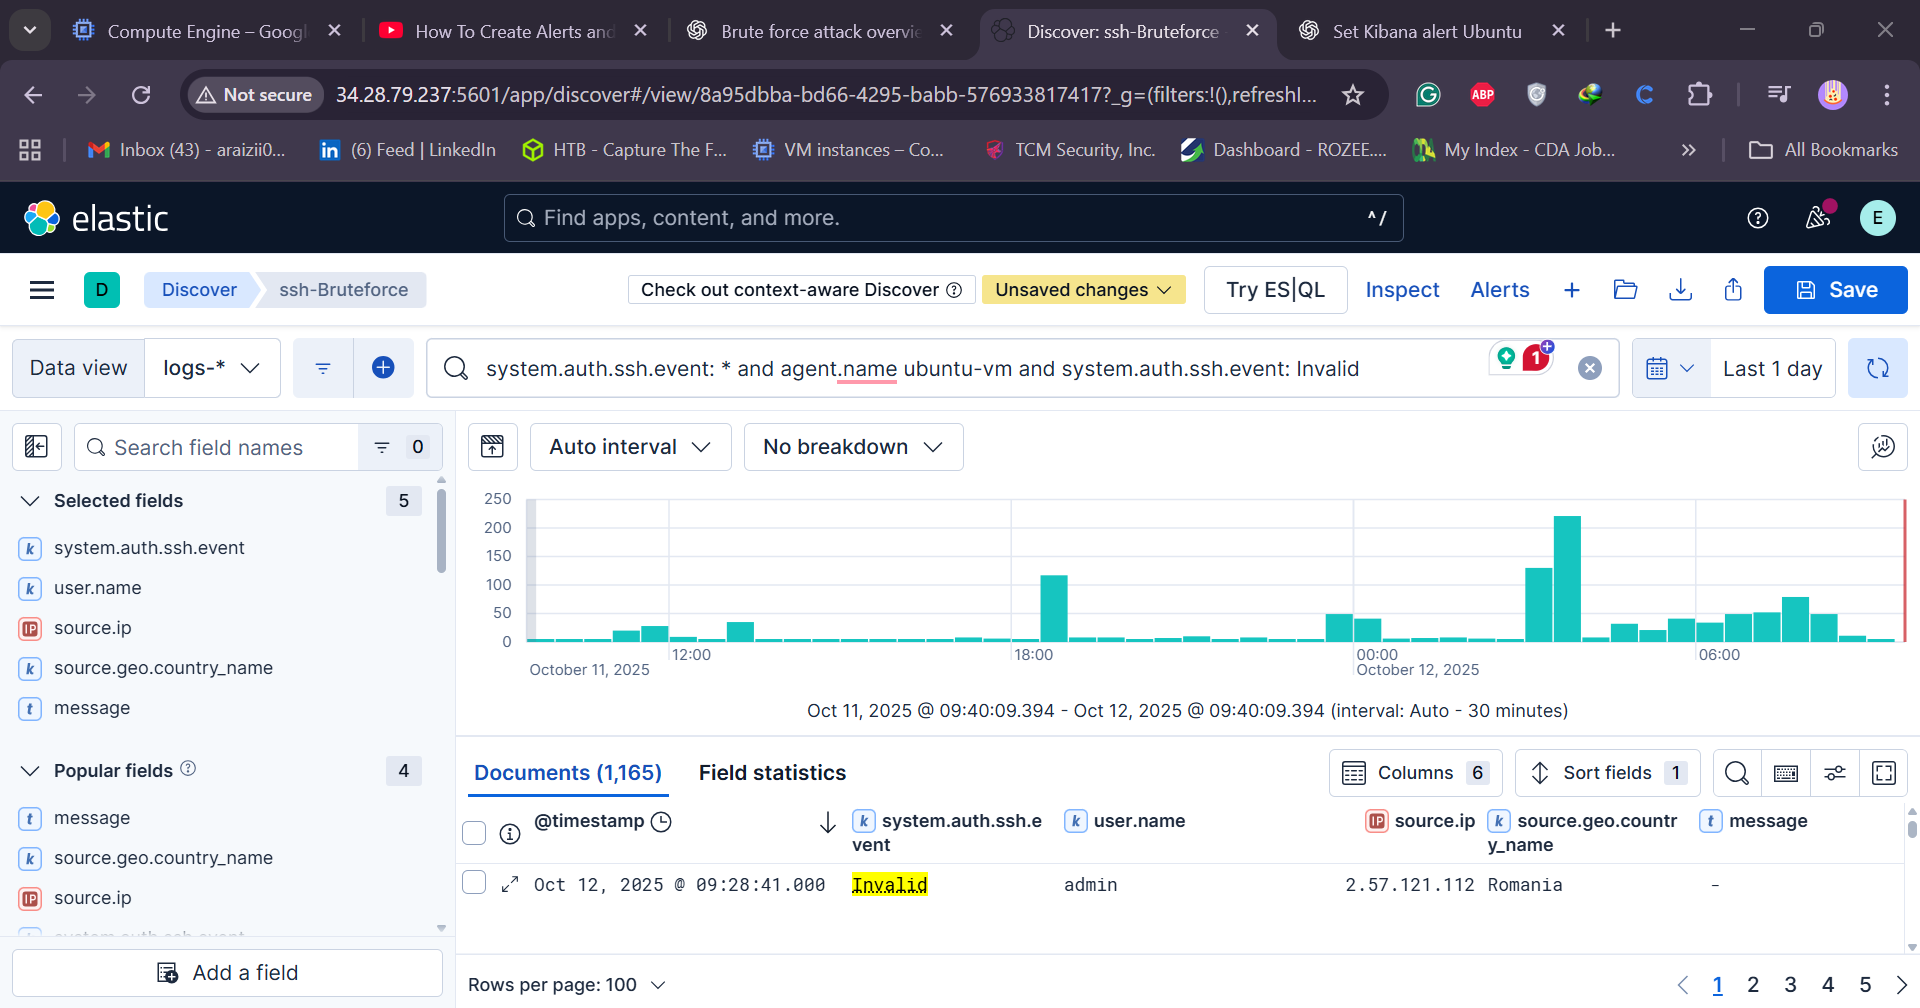 Compute Engine – Googl
How To Create Alerts and
Brute force attack overvie
Discover: ssh-Bruteforce
Set Kibana alert Ubuntu
Not secure
34.28.79.237:5601/app/discover#/view/8a95dbba-bd66-4295-babb-576933817417?_g=(filters:!(),refreshI...
ABP
Inbox (43) - araizii0...
(6) Feed | LinkedIn
HTB - Capture The F...
VM instances – Co...
TCM Security, Inc.
Dashboard - ROZEE....
My Index - CDA Job...
All Bookmarks
elastic
Find apps, content, and more.
^/
E
D
Discover
ssh-Bruteforce
Check out context-aware Discover
Unsaved changes
Try ES|QL
Inspect
Alerts
Save
Data view
logs-*
system.auth.ssh.event: * and agent.name ubuntu-vm and system.auth.ssh.event: Invalid
1
Last 1 day
Search field names
0
Auto interval
No breakdown
Selected fields
5
k system.auth.ssh.event
k user.name
IP source.ip
k source.geo.country_name
t message
Popular fields
4
t message
k source.geo.country_name
IP source.ip
system.auth.ssh.event
Add a field
250
200
150
100
50
0
12:00
October 11, 2025
18:00
00:00
October 12, 2025
06:00
Oct 11, 2025 @ 09:40:09.394 - Oct 12, 2025 @ 09:40:09.394 (interval: Auto - 30 minutes)
Documents (1,165)
Field statistics
Columns 6
Sort fields 1
@timestamp
k system.auth.ssh.e
vent
k user.name
IP source.ip
k source.geo.countr
y_name
t message
Oct 12, 2025 @ 09:28:41.000
Invalid
admin
2.57.121.112
Romania
-
Rows per page: 100
1 2 3 4 5